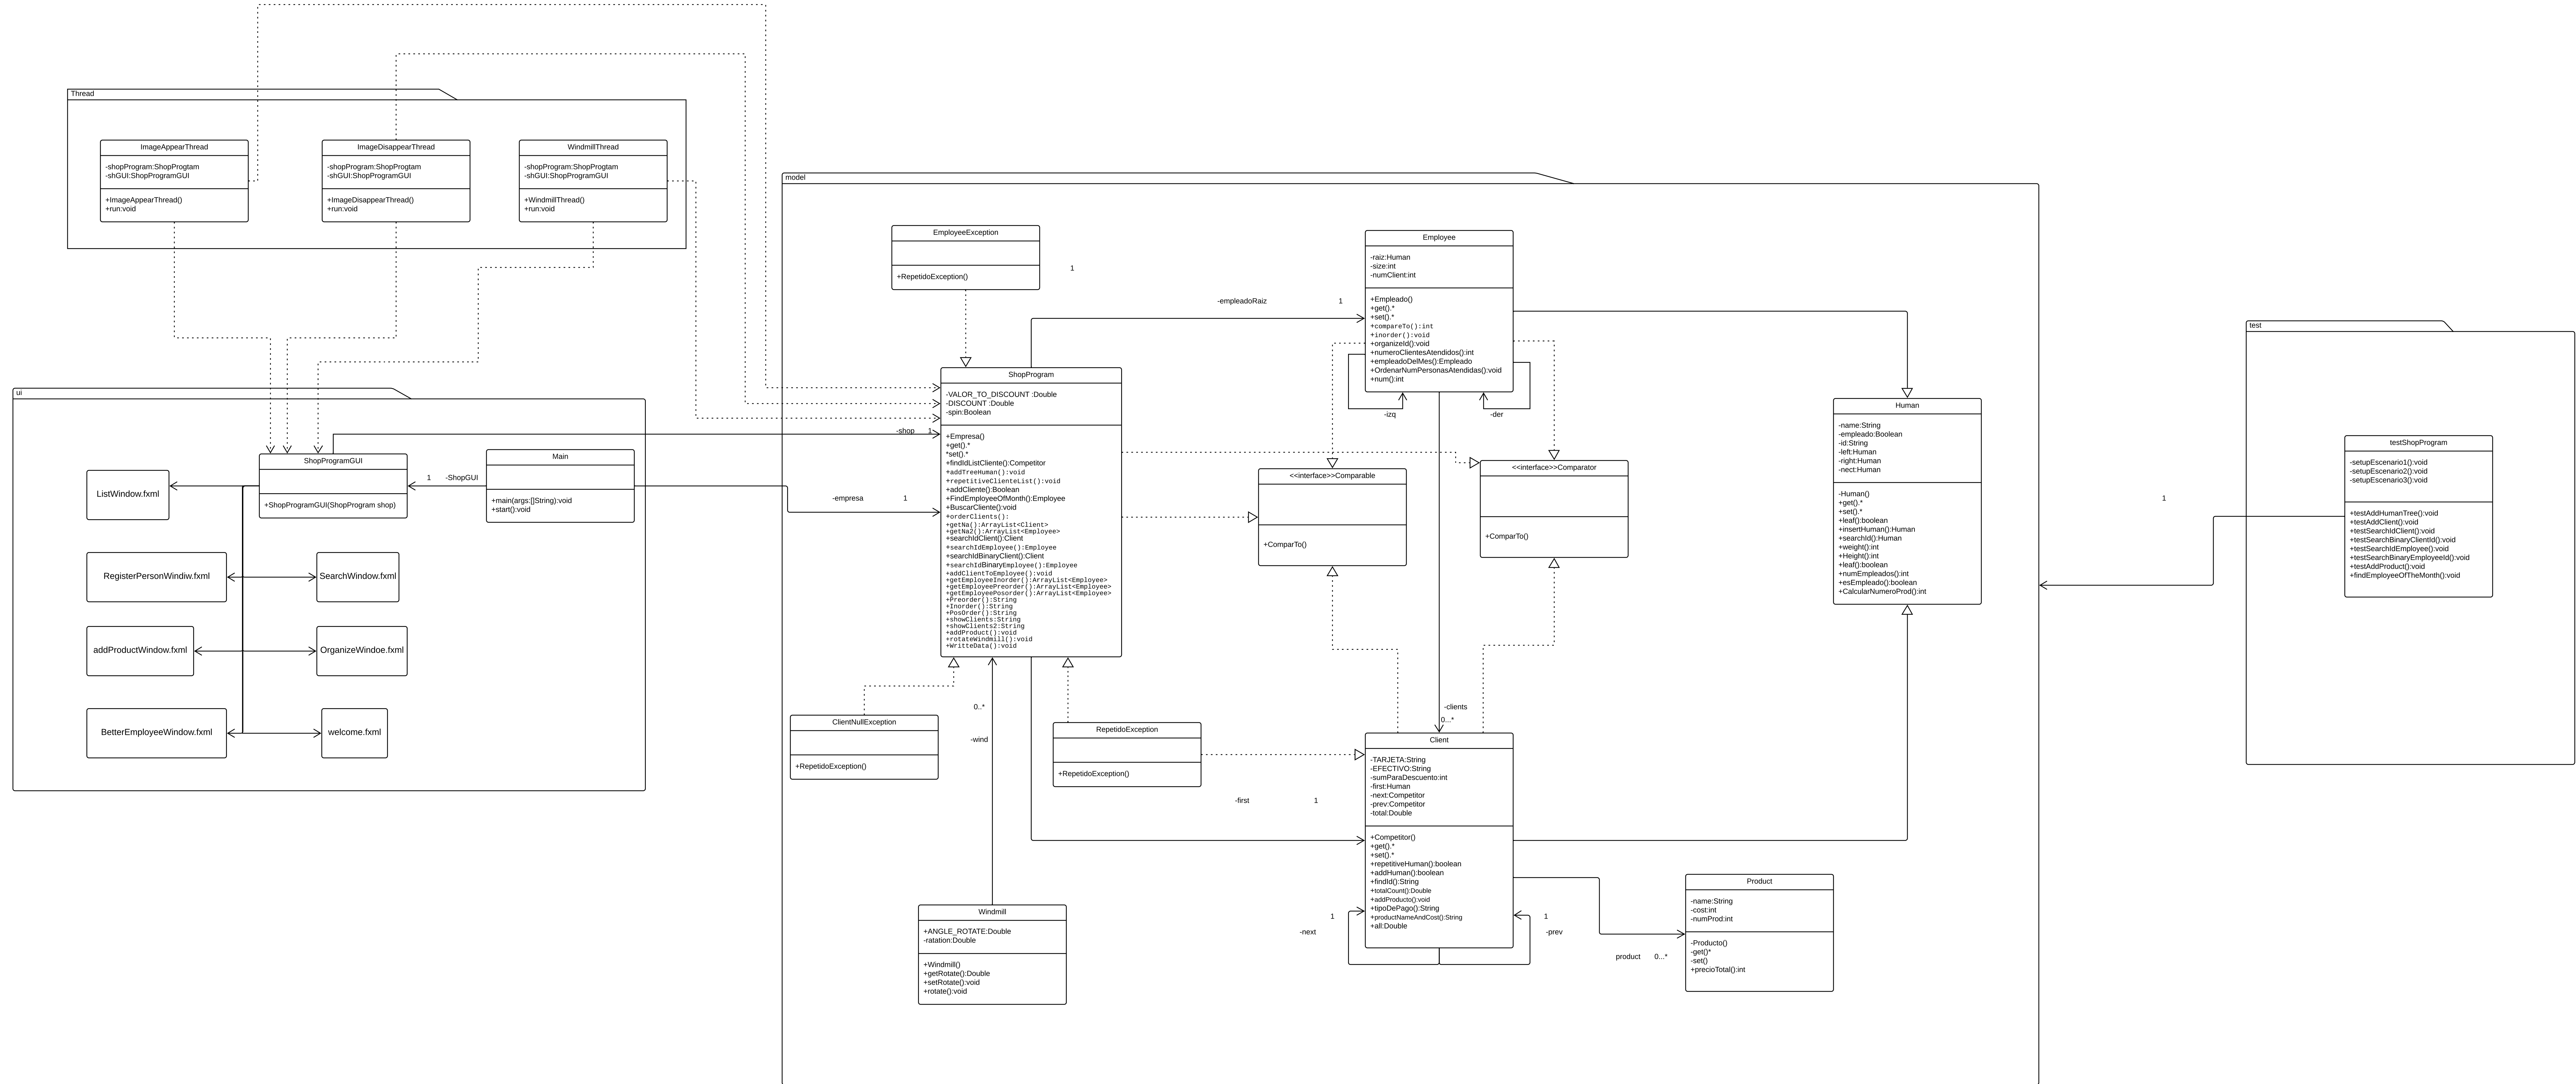 Thread
ImageAppearThread
-shopProgram:ShopProgtam
-shGUI:ShopProgramGUI
+ImageAppearThread()
+run:void
ImageDisappearThread
-shopProgram:ShopProgtam
-shGUI:ShopProgramGUI
+ImageDisappearThread()
+run:void
WindmillThread
-shopProgram:ShopProgtam
-shGUI:ShopProgramGUI
+WindmillThread()
+run:void
ui
ShopProgramGUI
+ShopProgramGUI(ShopProgram shop)
1
-ShopGUI
Main
+main(args:[]String):void
+start():void
ListWindow.fxml
RegisterPersonWindiw.fxml
SearchWindow.fxml
addProductWindow.fxml
OrganizeWindoe.fxml
BetterEmployeeWindow.fxml
welcome.fxml
model
EmployeeException
+RepetidoException()
1
-empleadoRaiz
1
-shop
1
-empresa
1
ShopProgram
-VALOR_TO_DISCOUNT :Double
-DISCOUNT :Double
-spin:Boolean
+Empresa()
+get().*
*set().*
+findIdListCliente():Competitor
+addTreeHuman():void
+repetitiveClienteList():void
+addCliente():Boolean
+FindEmployeeOfMonth():Employee
+BuscarCliente():void
+orderClients():
+getNa():ArrayList<Client>
+getNa2():ArrayList<Employee>
+searchIdClient():Client
+searchIdEmployee():Employee
+searchIdBinaryClient():Client
+searchIdBinaryEmployee():Employee
+addClientToEmployee():void
+getEmployeeInorder():ArrayList<Employee>
+getEmployeePreorder():ArrayList<Employee>
+getEmployeePosorder():ArrayList<Employee>
+Preorder():String
+Inorder():String
+PosOrder():String
+showClients:String
+showClients2:String
+addProduct():void
+rotateWindmill():void
+WritteData():void
Employee
-raiz:Human
-size:int
-numClient:int
+Empleado()
+get().*
+set().*
+compareTo():int
+inorder():void
+organizeId():void
+numeroClientesAtendidos():int
+empleadoDelMes():Empleado
+OrdenarNumPersonasAtendidas():void
+num():int
-izq
-der
<<interface>>Comparable
+ComparTo()
<<interface>>Comparator
+ComparTo()
Human
-name:String
-empleado:Boolean
-id:String
-left:Human
-right:Human
-nect:Human
-Human()
+get().*
+set().*
+leaf():boolean
+insertHuman():Human
+searchId():Human
+weight():int
+Height():int
+leaf():boolean
+numEmpleados():int
+esEmpleado():boolean
+CalcularNumeroProd():int
ClientNullException
+RepetidoException()
0..*
-wind
RepetidoException
+RepetidoException()
-first
1
-clients
0...*
Client
-TARJETA:String
-EFECTIVO:String
-sumParaDescuento:int
-first:Human
-next:Competitor
-prev:Competitor
-total:Double
+Competitor()
+get().*
+set().*
+repetitiveHuman():boolean
+addHuman():boolean
+findId():String
+totalCount():Double
+addProducto():void
+tipoDePago():String
+productNameAndCost():String
+all:Double
1
-next
1
-prev
product
0...*
Product
-name:String
-cost:int
-numProd:int
-Producto()
-get()*
-set()
+precioTotal():int
Windmill
+ANGLE_ROTATE:Double
-ratation:Double
+Windmill()
+getRotate():Double
+setRotate():void
+rotate():void
1
test
testShopProgram
-setupEscenario1():void
-setupEscenario2():void
-setupEscenario3():void
+testAddHumanTree():void
+testAddClient():void
+testSearchIdClient():void
+testSearchBinaryClientId():void
+testSearchIdEmployee():void
+testSearchBinaryEmployeeId():void
+testAddProduct():void
+findEmployeeOfTheMonth():void